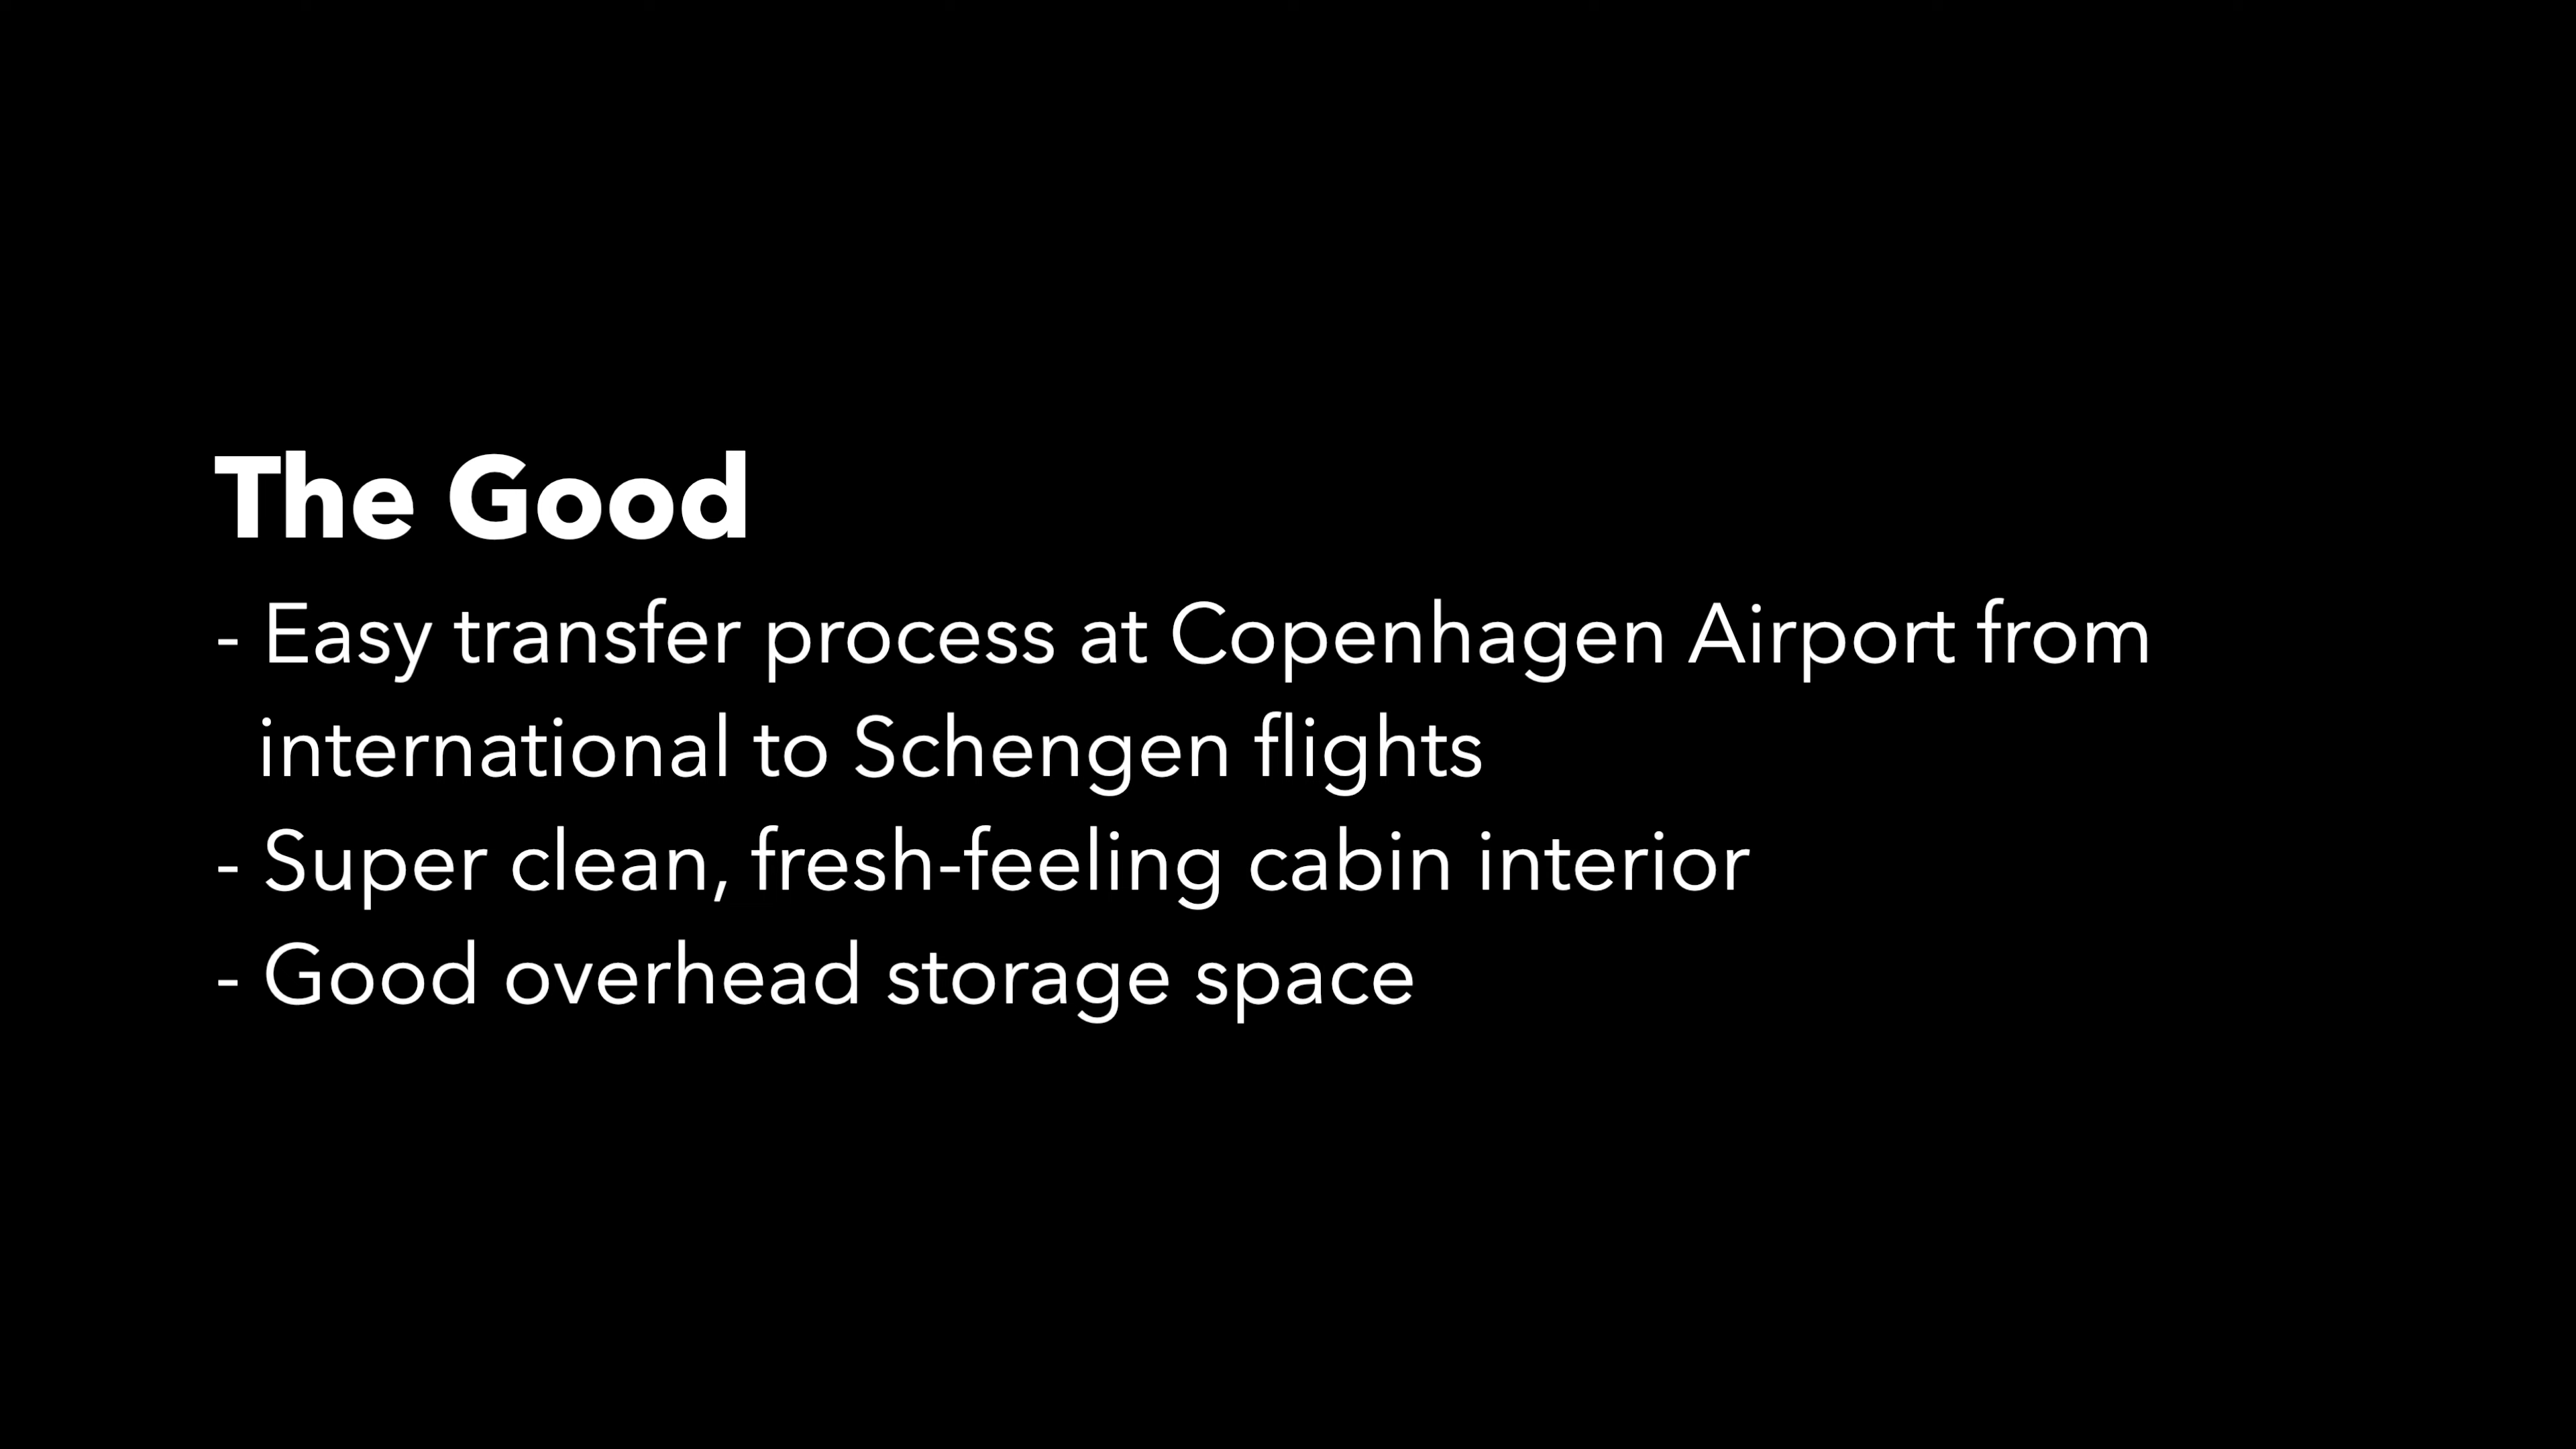 The Good
- Easy transfer process at Copenhagen Airport from
international to Schengen flights
- Super clean, fresh-feeling cabin interior
- Good overhead storage space